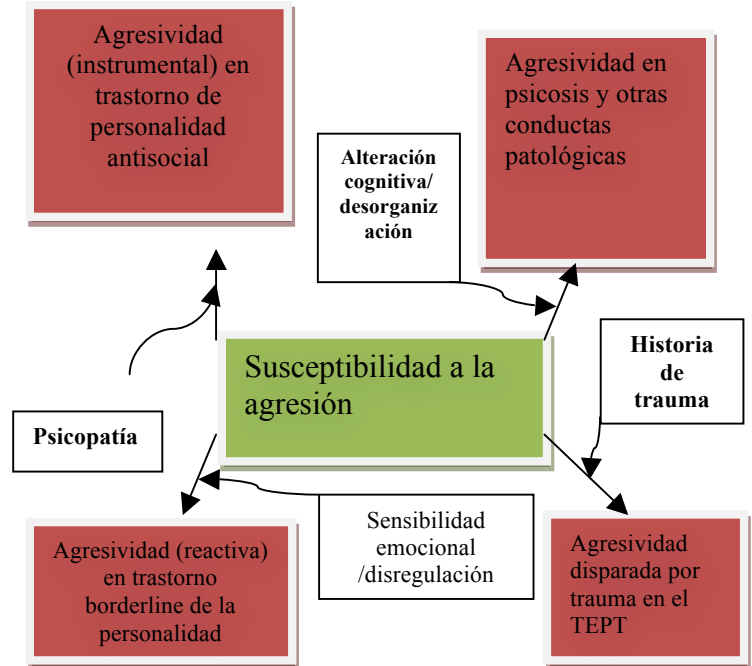 Agresividad
(instrumental) en
trastorno de
personalidad
antisocial
Agresividad en
psicosis y otras
conductas
patológicas
Alteración
cognitiva/
desorganiz
ación
Susceptibilidad a la
agresión
Historia
de
trauma
Psicopatía
Sensibilidad
emocional
/disregulación
Agresividad (reactiva)
en trastorno
borderline de la
personalidad
Agresividad
disparada por
trauma en el
TEPT